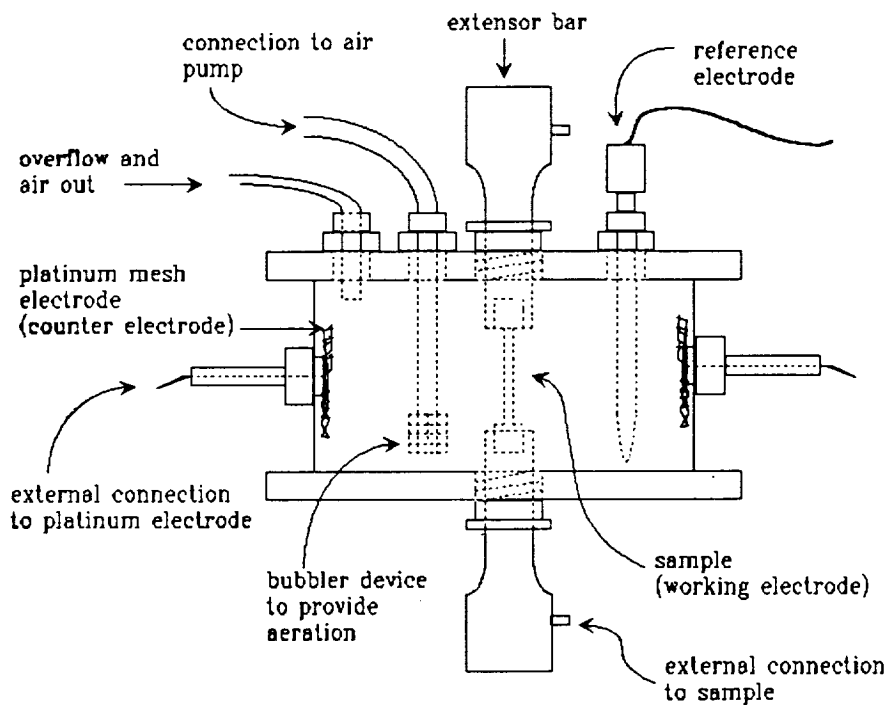 extensor bar
connection to air
pump
reference
electrode
overflow and
air out
platinum mesh
electrode
(counter electrode)
external connection
to platinum electrode
bubbler device
to provide
aeration
sample
(working electrode)
external connection
to sample